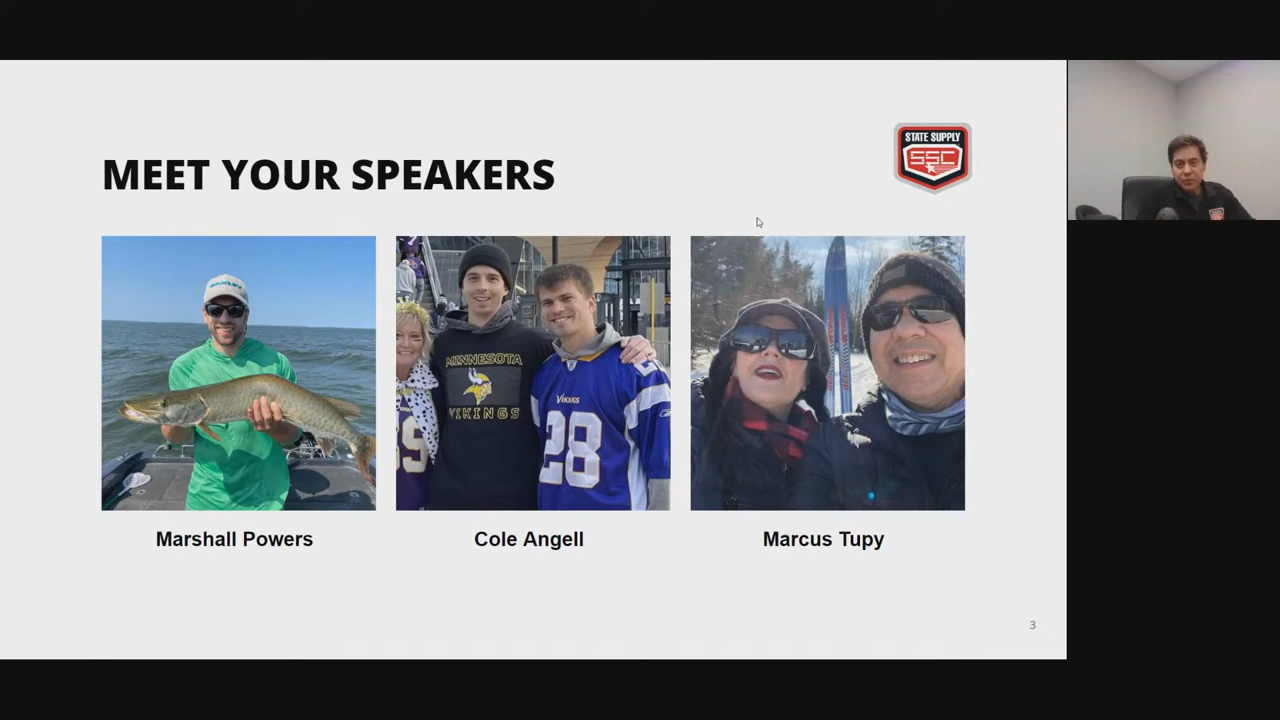 MEET YOUR SPEAKERS
STATE SUPPLY
SSC
MINNESOTA
VIKINGS
VIKINGS
28
Marshall Powers
Cole Angell
Marcus Tupy
3